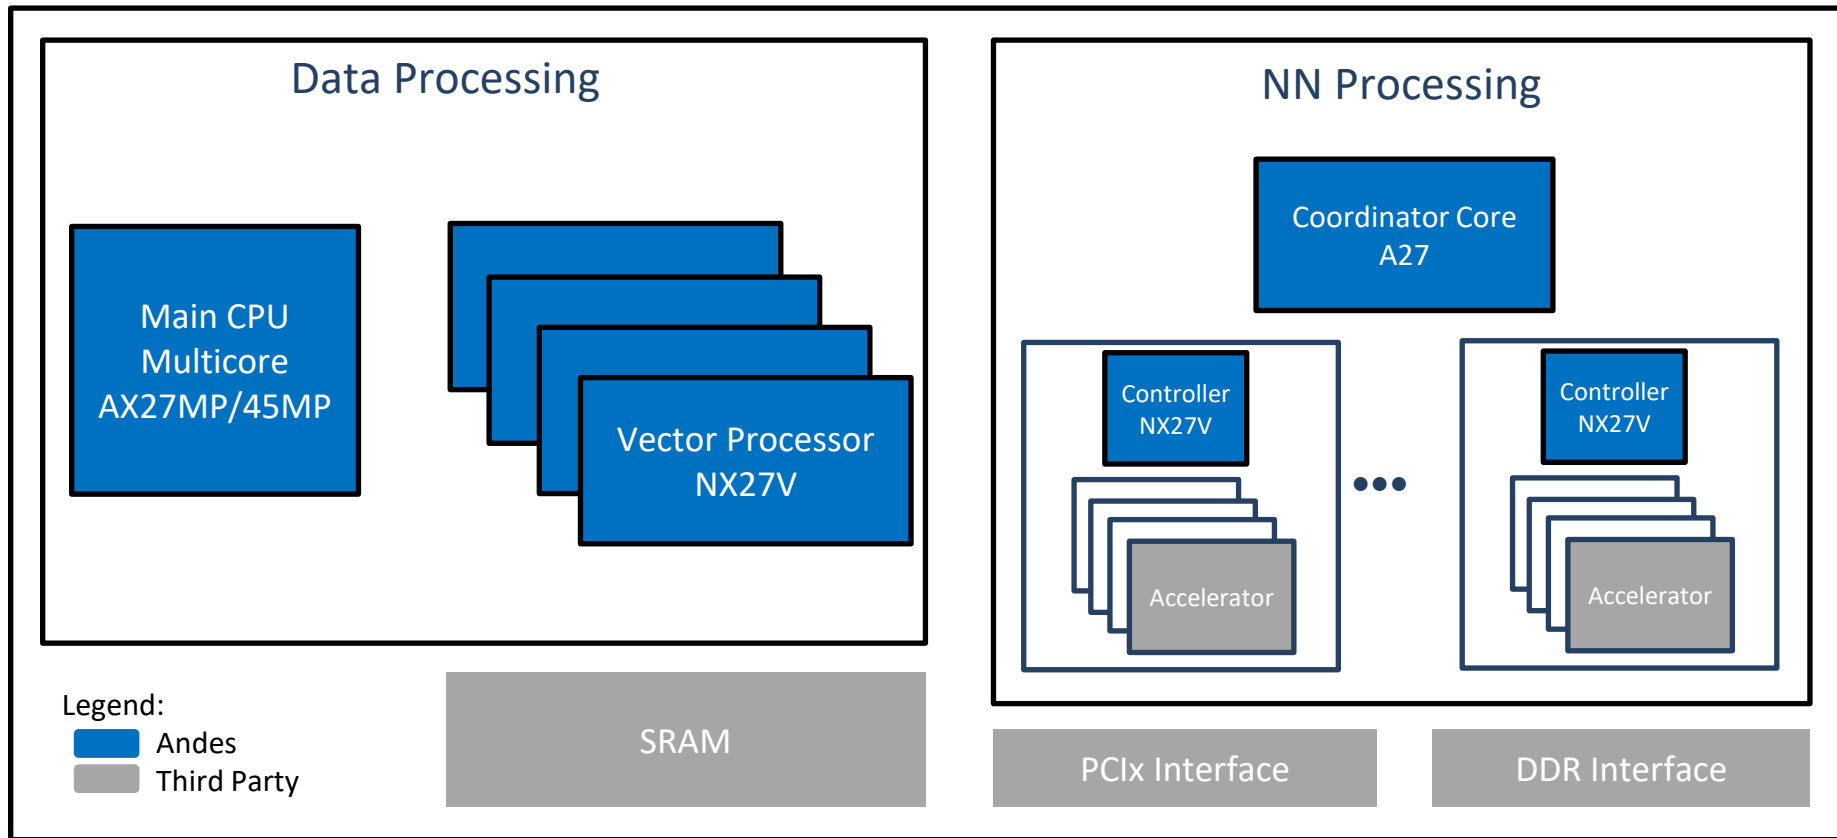 Data Processing
Main CPU
Multicore
AX27MP/45MP
Vector Processor
NX27V
NN Processing
Coordinator Core
A27
Controller
NX27V
Accelerator
Controller
NX27V
Accelerator
Legend:
Andes
Third Party
SRAM
PCIx Interface
DDR Interface